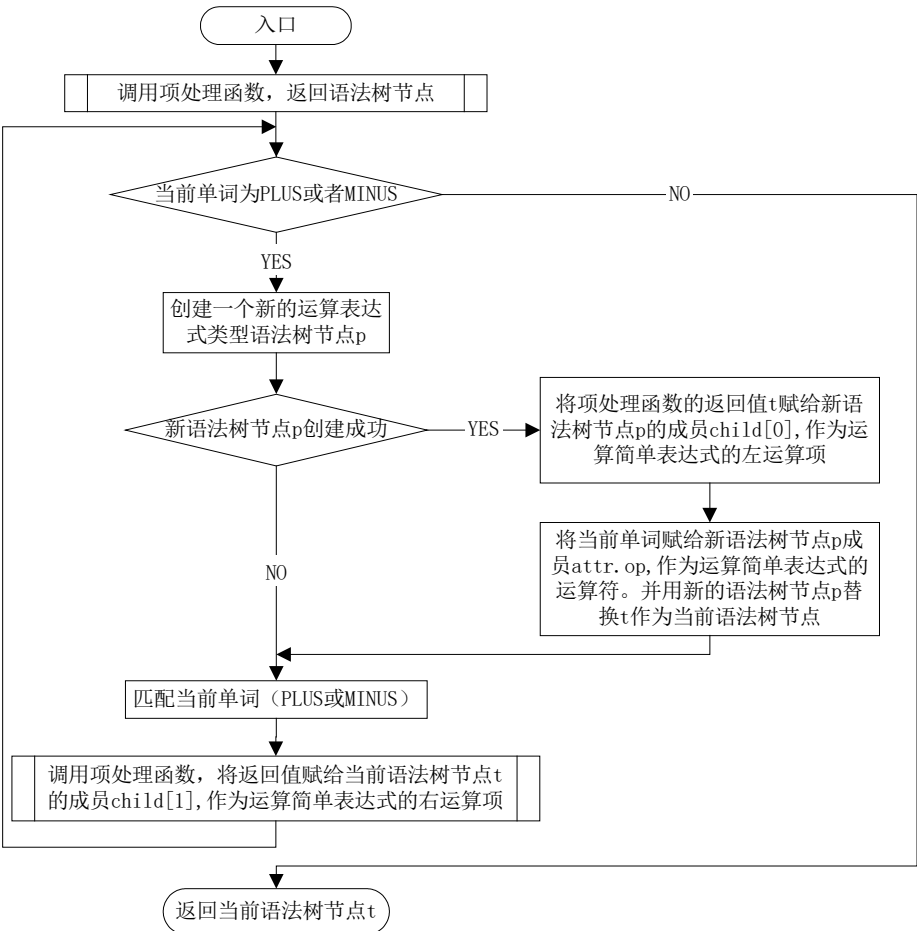 入口
调用项处理函数，返回语法树节点
当前单词为PLUS或者MINUS
NO
YES
创建一个新的运算表达
式类型语法树节点p
新语法树节点p创建成功
YES
将项处理函数的返回值t赋给新语
法树节点p的成员child[0],作为运
算简单表达式的左运算项
NO
将当前单词赋给新语法树节点p成
员attr.op,作为运算简单表达式的
运算符。并用新的语法树节点p替
换t作为当前语法树节点
匹配当前单词（PLUS或MINUS）
调用项处理函数，将返回值赋给当前语法树节点t
的成员child[1],作为运算简单表达式的右运算项
返回当前语法树节点t